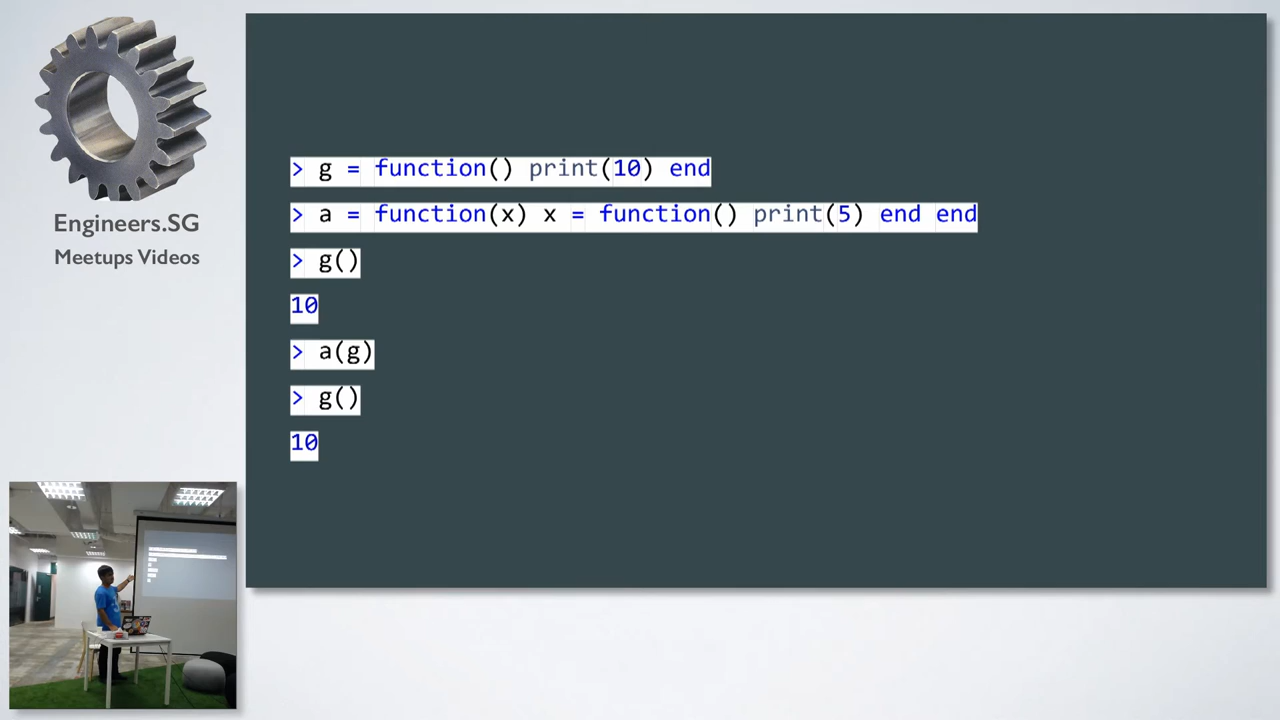 Engineers.SG
Meetups Videos
> g = function() print(10) end
> a = function(x) x = function() print(5) end end
> g()
10
> a(g)
> g()
10